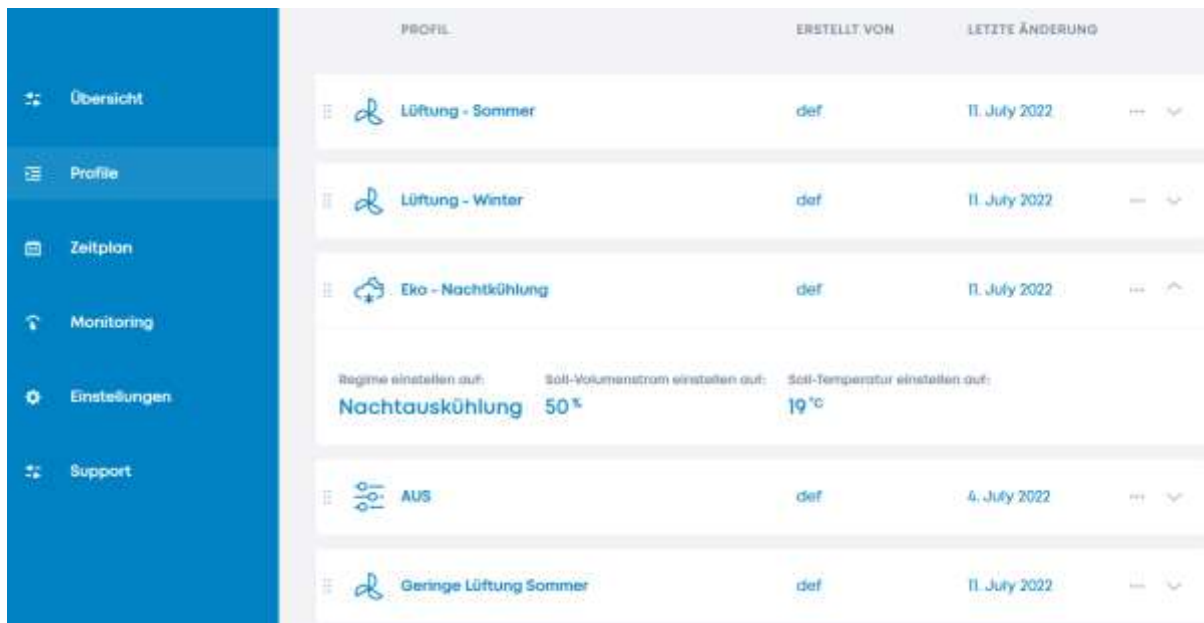 PROFIL ERSTELLT VON LETZTE ÄNDERUNG
Übersicht
Profile
Zeitplan
Monitoring
Einstellungen
Support
Lüftung - Sommer def 11. July 2022
Lüftung - Winter def 11. July 2022
Eko - Nachtkühlung def 11. July 2022
Regime einstellen auf: Soll-Volumenstrom einstellen auf: Soll-Temperatur einstellen auf:
Nachtauskühlung 50 % 19 °C
AUS def 4. July 2022
Geringe Lüftung Sommer def 11. July 2022